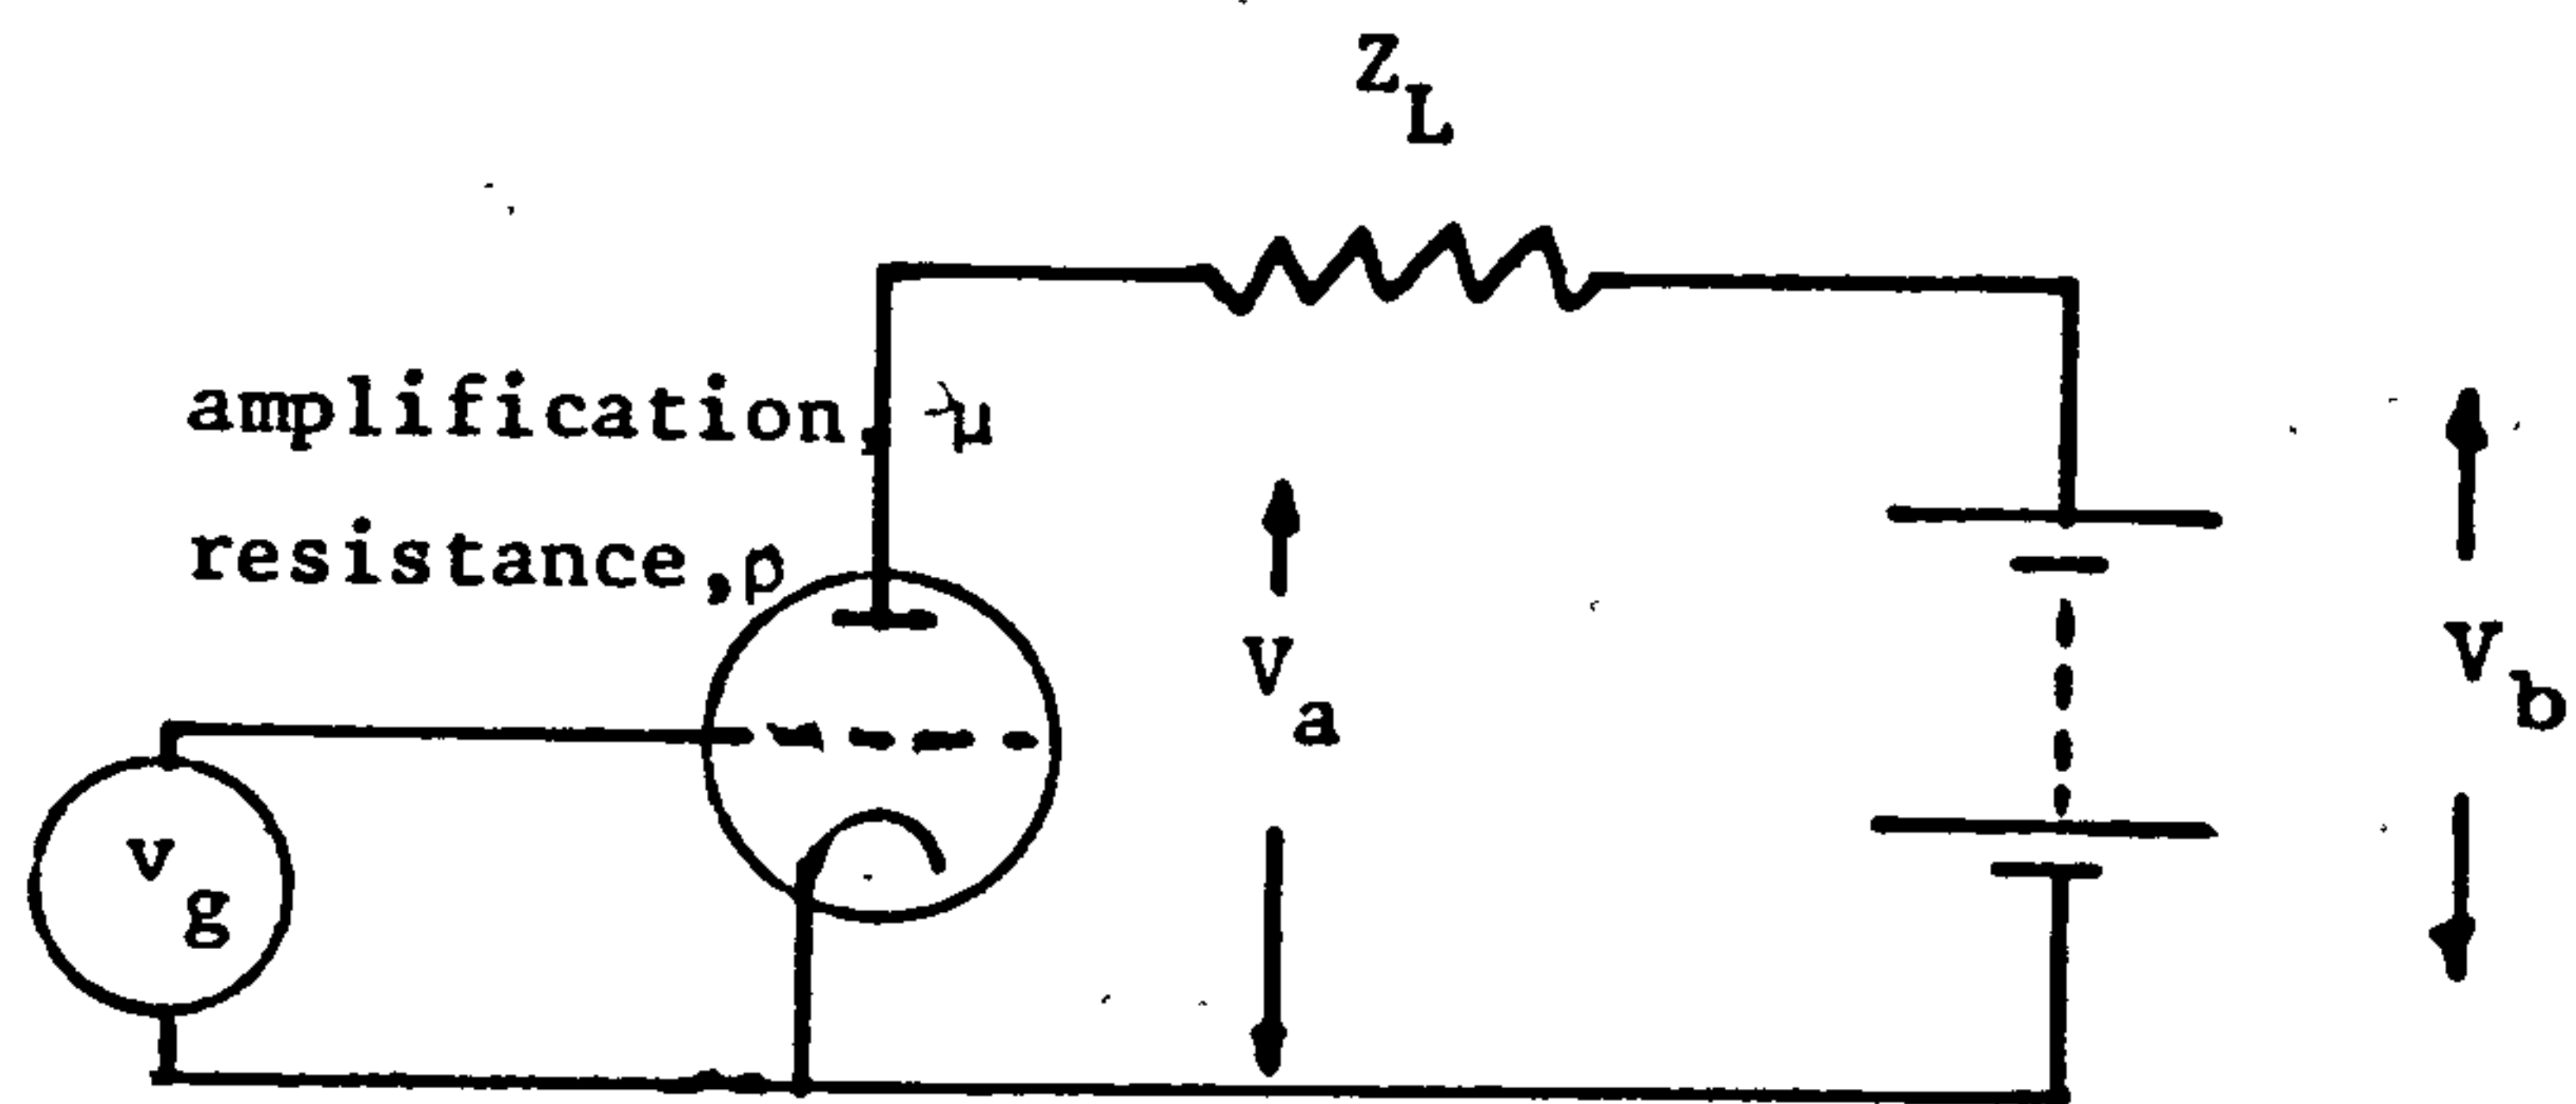 Z_L
amplification, μ
resistance, ρ
V_a
V_b
v_g